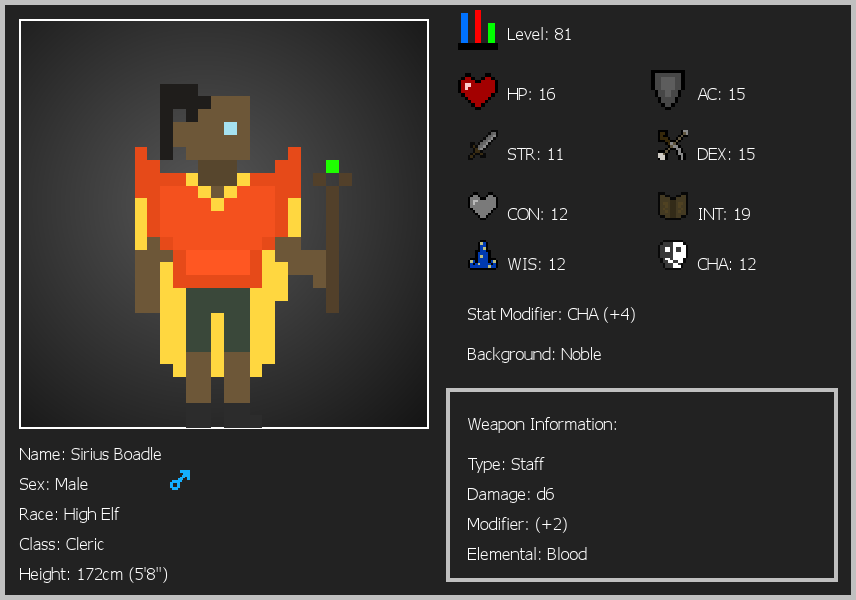 Level: 81
HP: 16
AC: 15
STR: 11
DEX: 15
CON: 12
INT: 19
WIS: 12
CHA: 12
Stat Modifier: CHA (+4)
Background: Noble
Weapon Information:
Type: Staff
Damage: d6
Modifier: (+2)
Elemental: Blood
Name: Sirius Boadle
Sex: Male
Race: High Elf
Class: Cleric
Height: 172cm (5'8")